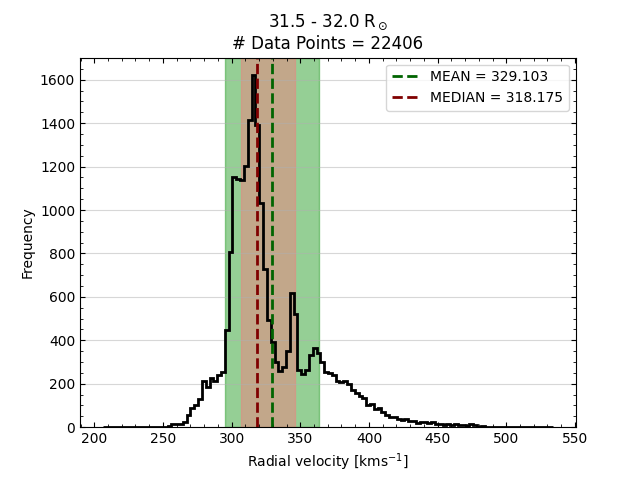 31.5 - 32.0 R⊙
# Data Points = 22406
MEAN = 329.103
MEDIAN = 318.175
Frequency
1600
1400
1200
1000
800
600
400
200
0
200 250 300 350 400 450 500 550
Radial velocity [kms⁻¹]